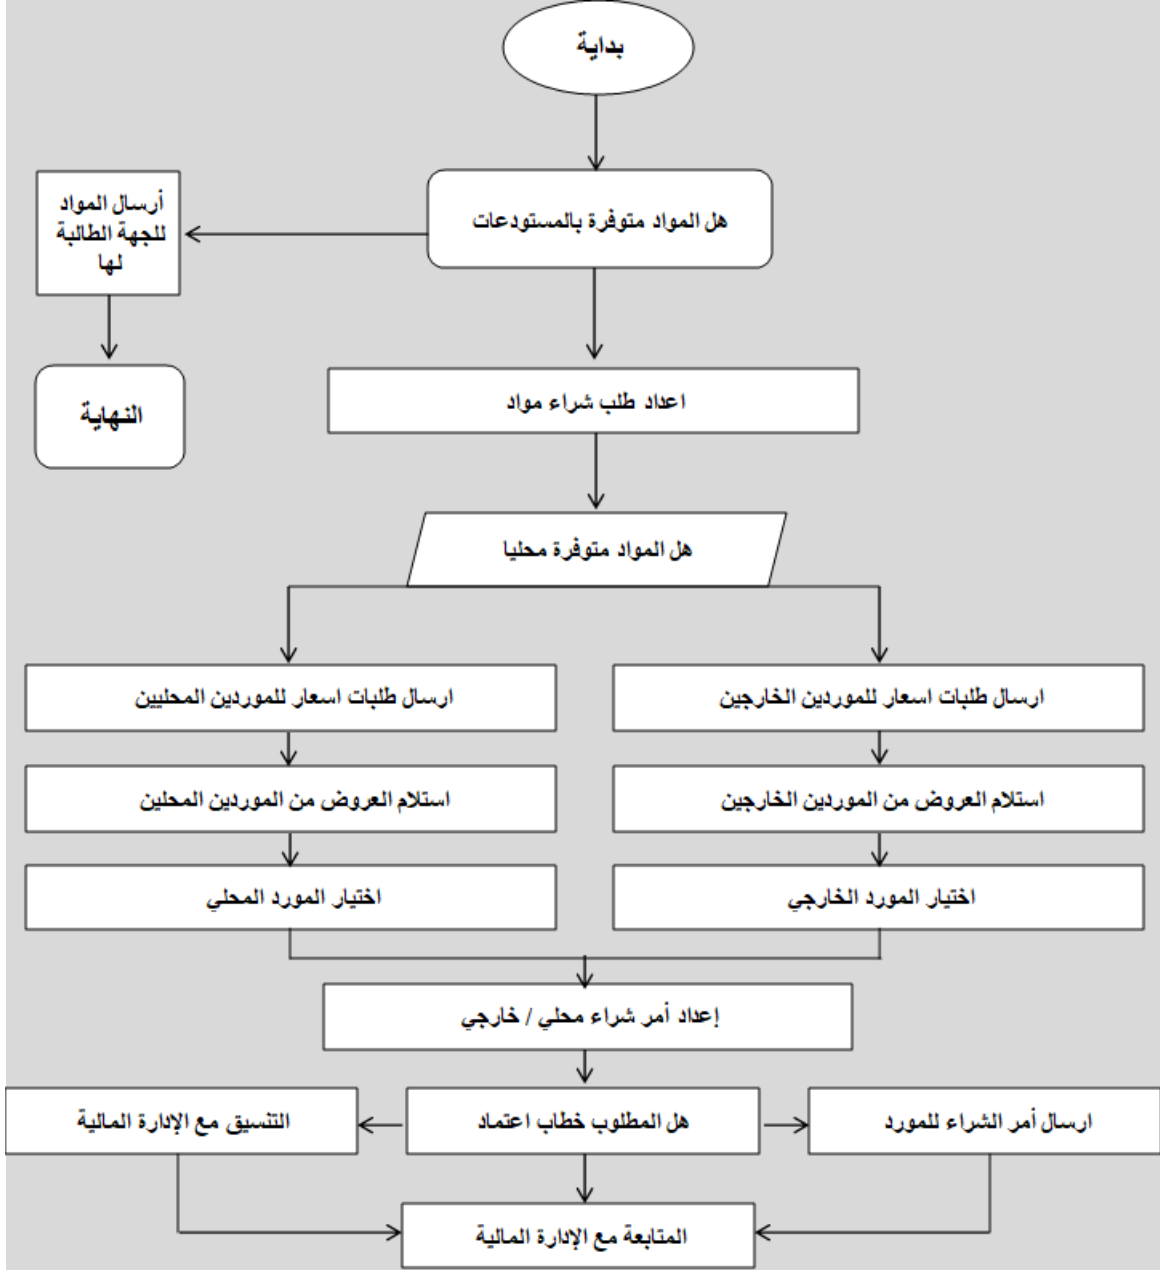 بداية
هل المواد متوفرة بالمستودعات
أرسال المواد
للجهة الطالبة
لها
النهاية
اعداد طلب شراء مواد
هل المواد متوفرة محليا
ارسال طلبات اسعار للموردين الخارجين
ارسال طلبات اسعار للموردين المحليين
استلام العروض من الموردين الخارجين
استلام العروض من الموردين المحلين
اختيار المورد الخارجي
اختيار المورد المحلي
إعداد أمر شراء محلي / خارجي
ارسال أمر الشراء للمورد
هل المطلوب خطاب اعتماد
التنسيق مع الإدارة المالية
المتابعة مع الإدارة المالية